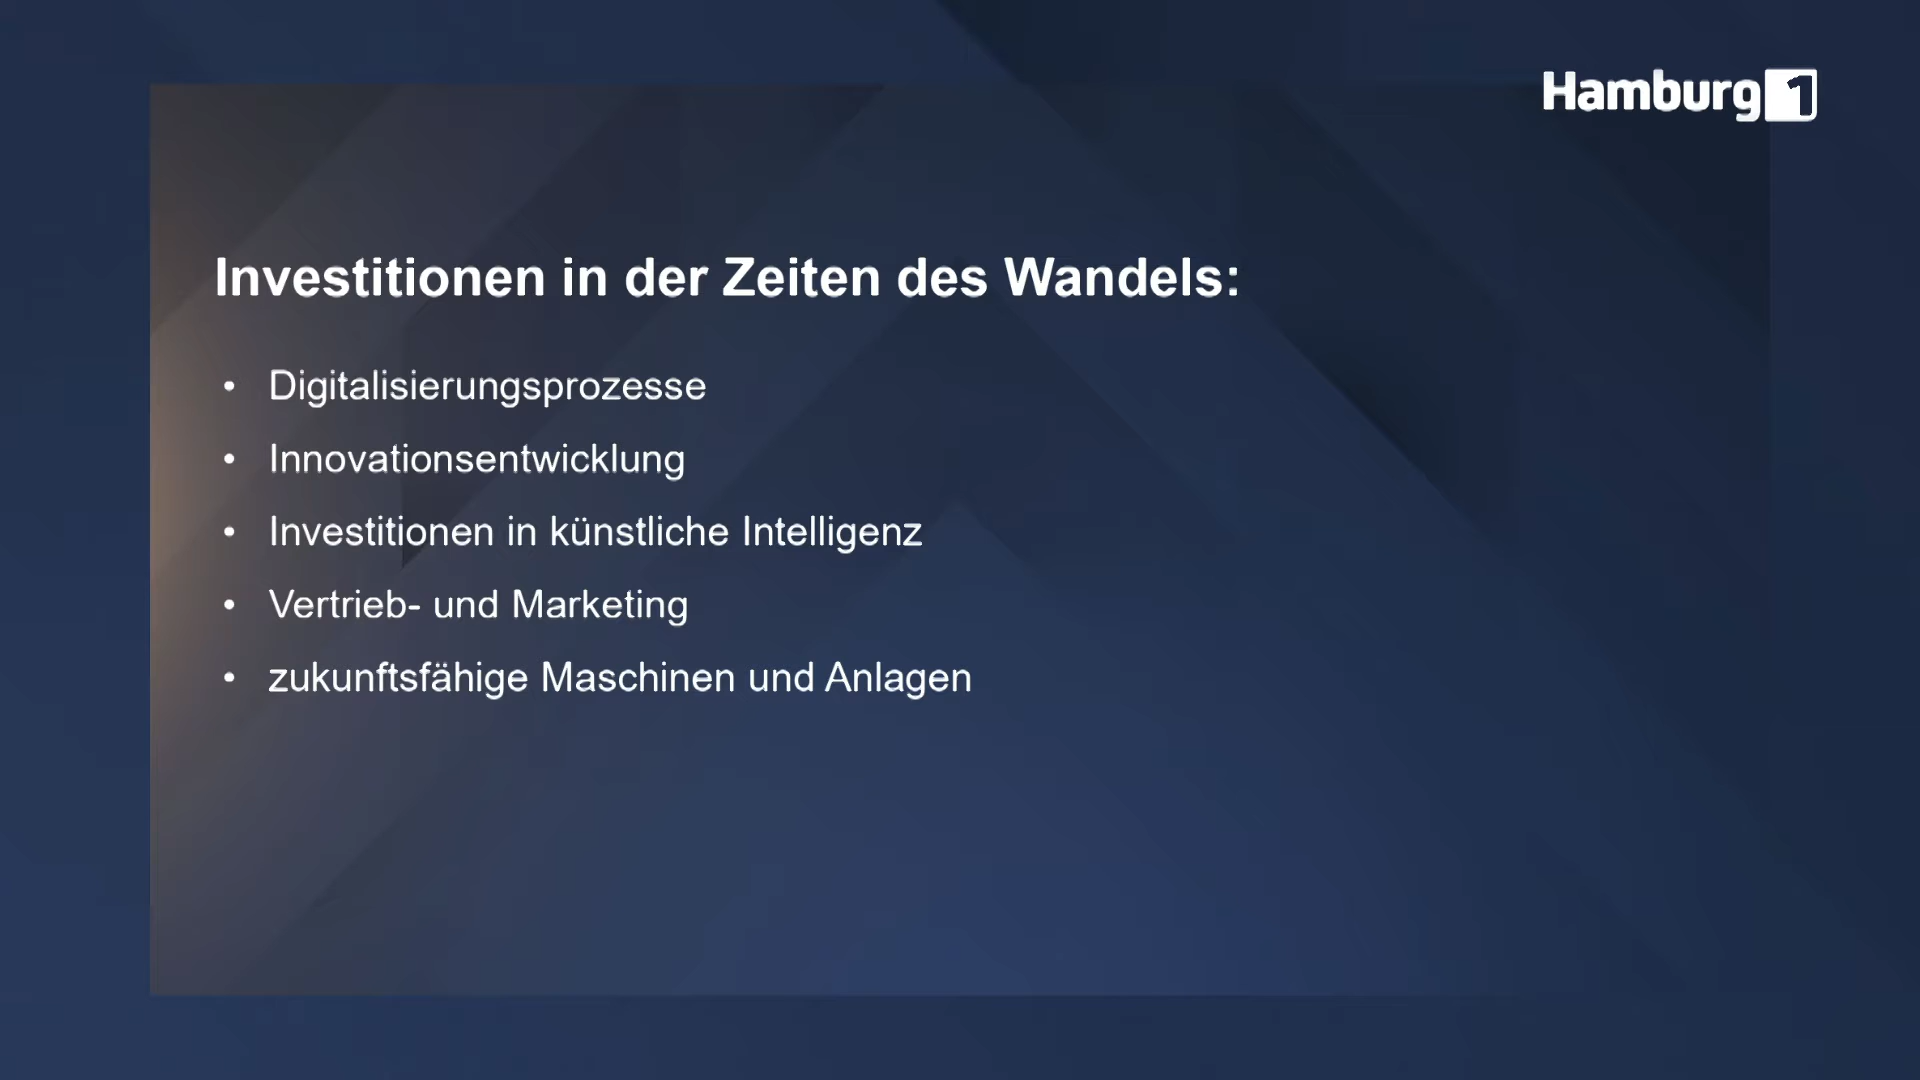 Hamburg 1
Investitionen in der Zeiten des Wandels:
• Digitalisierungsprozesse
• Innovationsentwicklung
• Investitionen in künstliche Intelligenz
• Vertrieb- und Marketing
• zukunftsfähige Maschinen und Anlagen